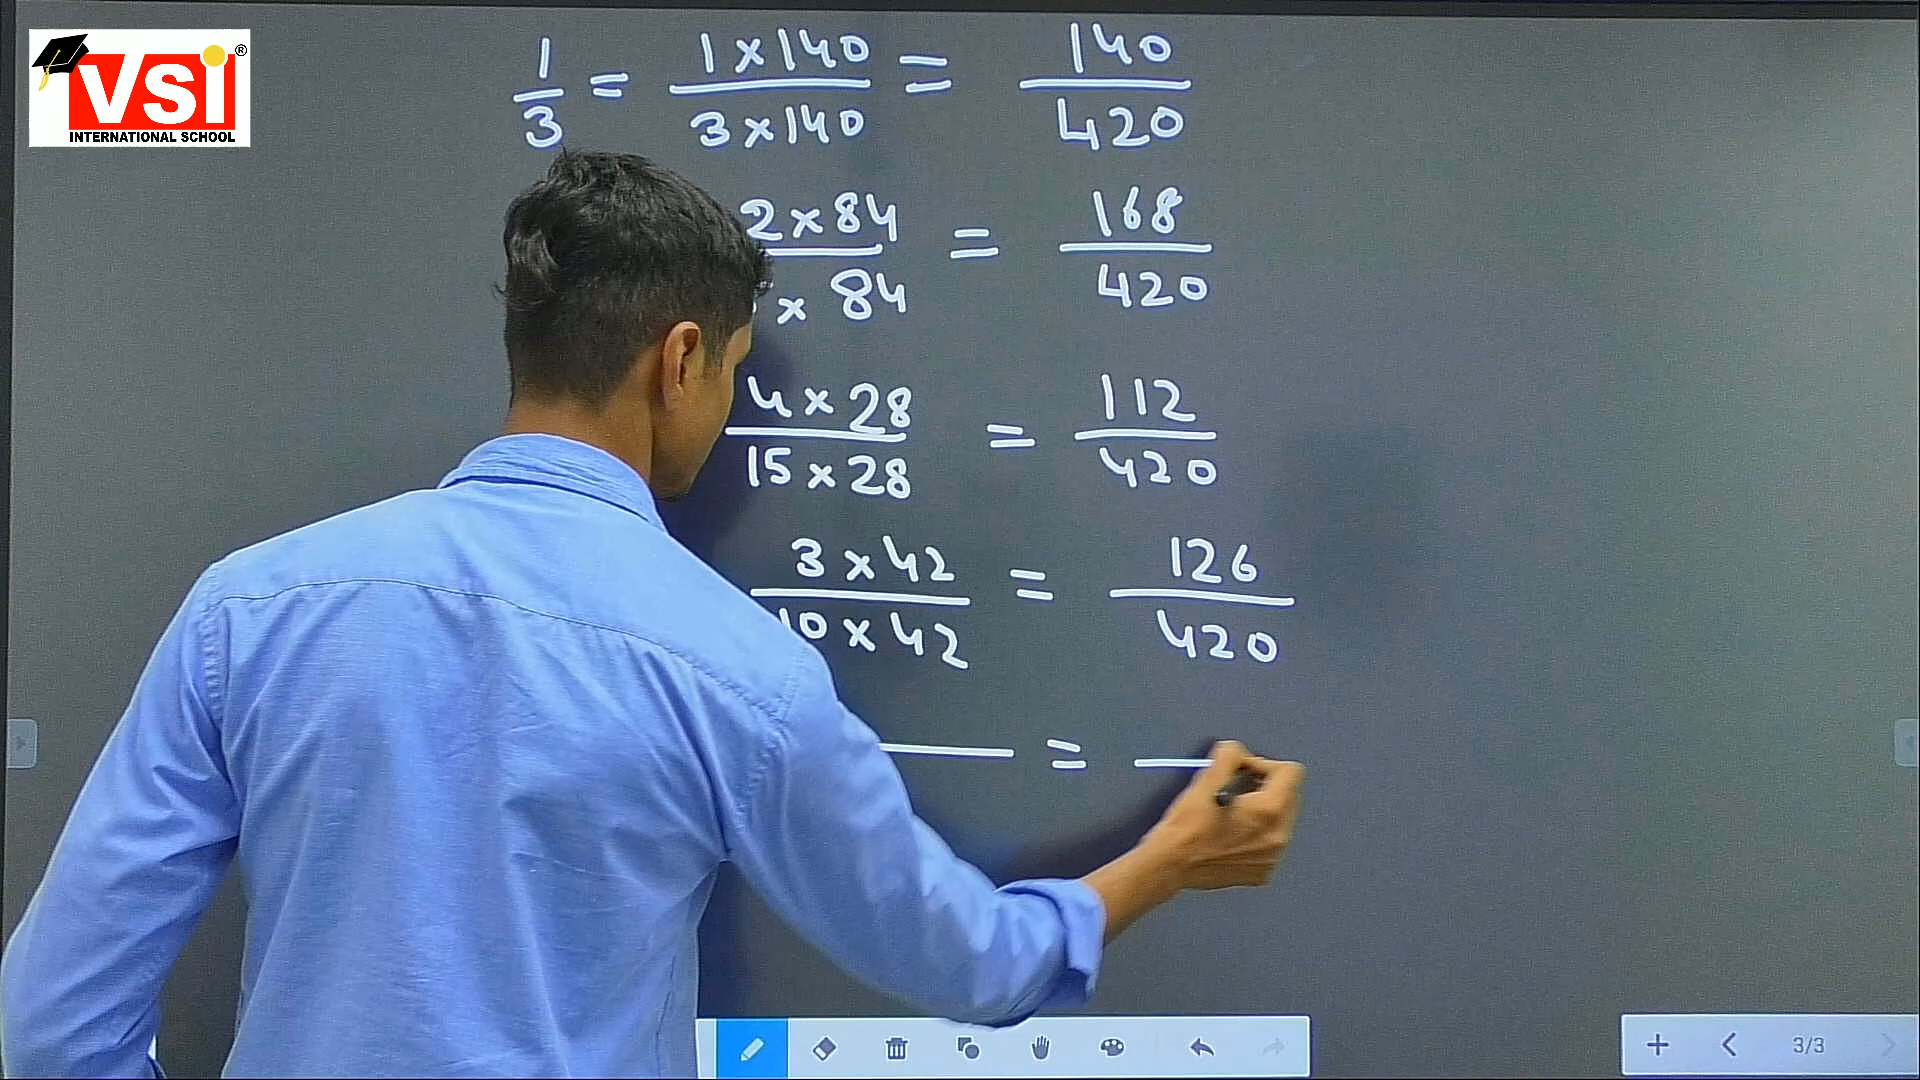 VSI ®
INTERNATIONAL SCHOOL
1/3 = 1 x 140 / 3 x 140 = 140/420
2 x 84 / x 84 = 168/420
4 x 28 / 15 x 28 = 112/420
3 x 42 / 10 x 42 = 126/420
=
3/3